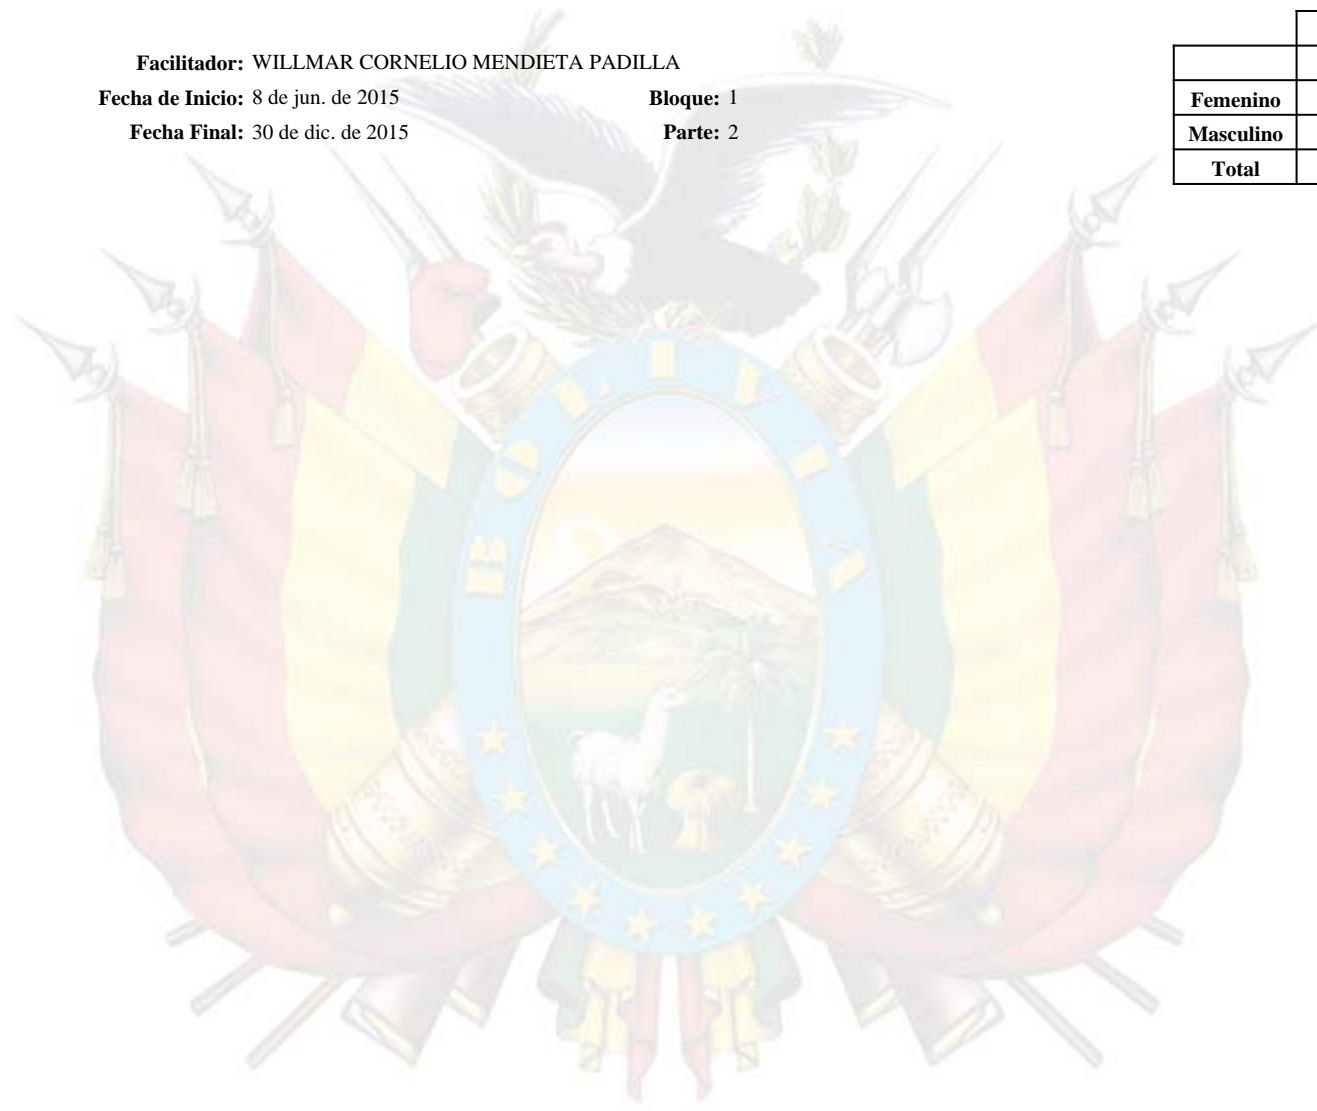 Facilitador: WILLMAR CORNELIO MENDIETA PADILLA
Fecha de Inicio: 8 de jun. de 2015 Bloque: 1
Fecha Final: 30 de dic. de 2015 Parte: 2
Femenino
Masculino
Total
BOLIVIA